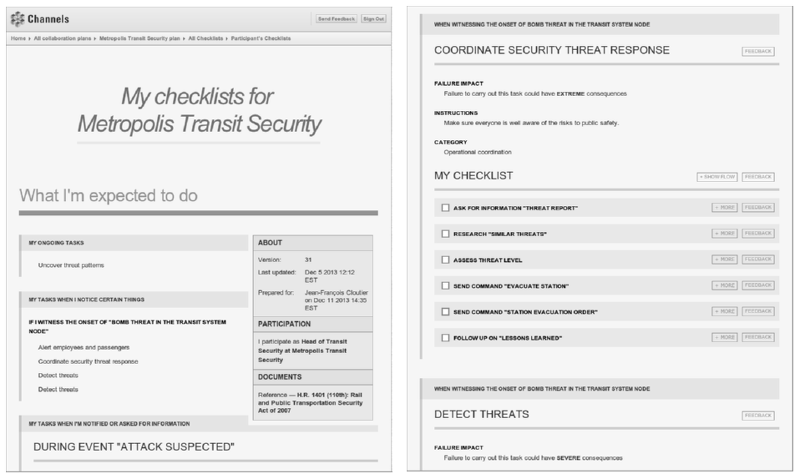 Channels
Send Feedback
Sign Out
Home › All collaboration plans › Metropolis Transit Security plan › All Checklists › Participant's Checklists
My checklists for
Metropolis Transit Security
What I'm expected to do
MY ONGOING TASKS
Uncover threat patterns
MY TASKS WHEN I NOTICE CERTAIN THINGS
IF I WITNESS THE ONSET OF "BOMB THREAT IN THE TRANSIT SYSTEM
NODE"
Alert employees and passengers
Coordinate security threat response
Detect threats
Detect threats
MY TASKS WHEN I'M NOTIFIED OR ASKED FOR INFORMATION
DURING EVENT "ATTACK SUSPECTED"
ABOUT
Version: 31
Last updated: Dec 5 2013 12:12
EST
Prepared for: Jean-François Cloutier
on Dec 11 2013 14:35
EST
PARTICIPATION
I participate as Head of Transit
Security at Metropolis Transit
Security
DOCUMENTS
Reference — H.R. 1401 (110th): Rail
and Public Transportation Security
Act of 2007
WHEN WITNESSING THE ONSET OF BOMB THREAT IN THE TRANSIT SYSTEM NODE
COORDINATE SECURITY THREAT RESPONSE
FEEDBACK
FAILURE IMPACT
Failure to carry out this task could have EXTREME consequences
INSTRUCTIONS
Make sure everyone is well aware of the risks to public safety.
CATEGORY
Operational coordination
MY CHECKLIST
+ SHOW FLOW
FEEDBACK
ASK FOR INFORMATION "THREAT REPORT" + MORE FEEDBACK
RESEARCH "SIMILAR THREATS" + MORE FEEDBACK
ASSESS THREAT LEVEL + MORE FEEDBACK
SEND COMMAND "EVACUATE STATION" + MORE FEEDBACK
SEND COMMAND "STATION EVACUATION ORDER" + MORE FEEDBACK
FOLLOW UP ON "LESSONS LEARNED" + MORE FEEDBACK
WHEN WITNESSING THE ONSET OF BOMB THREAT IN THE TRANSIT SYSTEM NODE
DETECT THREATS
FEEDBACK
FAILURE IMPACT
Failure to carry out this task could have SEVERE consequences